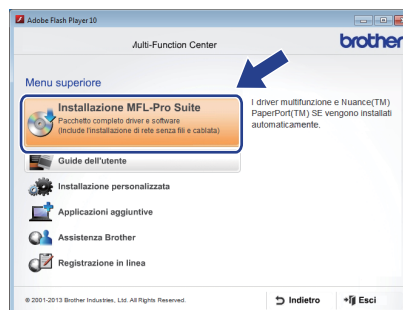 Adobe Flash Player 10
Multi-Function Center
brother
Menu superiore
Installazione MFL-Pro Suite
Pacchetto completo driver e software
(Include l'installazione di rete senza fili e cablata)
I driver multifunzione e Nuance(TM)
PaperPort(TM) SE vengono installati
automaticamente.
Guide dell'utente
Installazione personalizzata
Applicazioni aggiuntive
Assistenza Brother
Registrazione in linea
© 2001-2013 Brother Industries, Ltd. All Rights Reserved.
Indietro
Esci